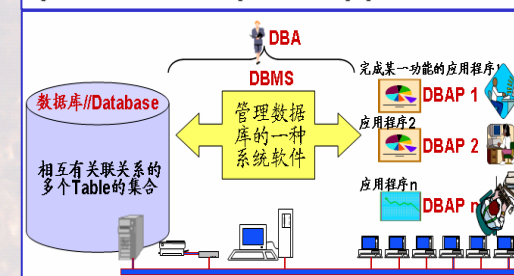 DBA
DBMS
数据库//Database
相互有关联关系的
多个Table的集合
管理数据
库的一种
系统软件
完成某一功能的应用程序1
DBAP 1
应用程序2
DBAP 2
应用程序n
DBAP n